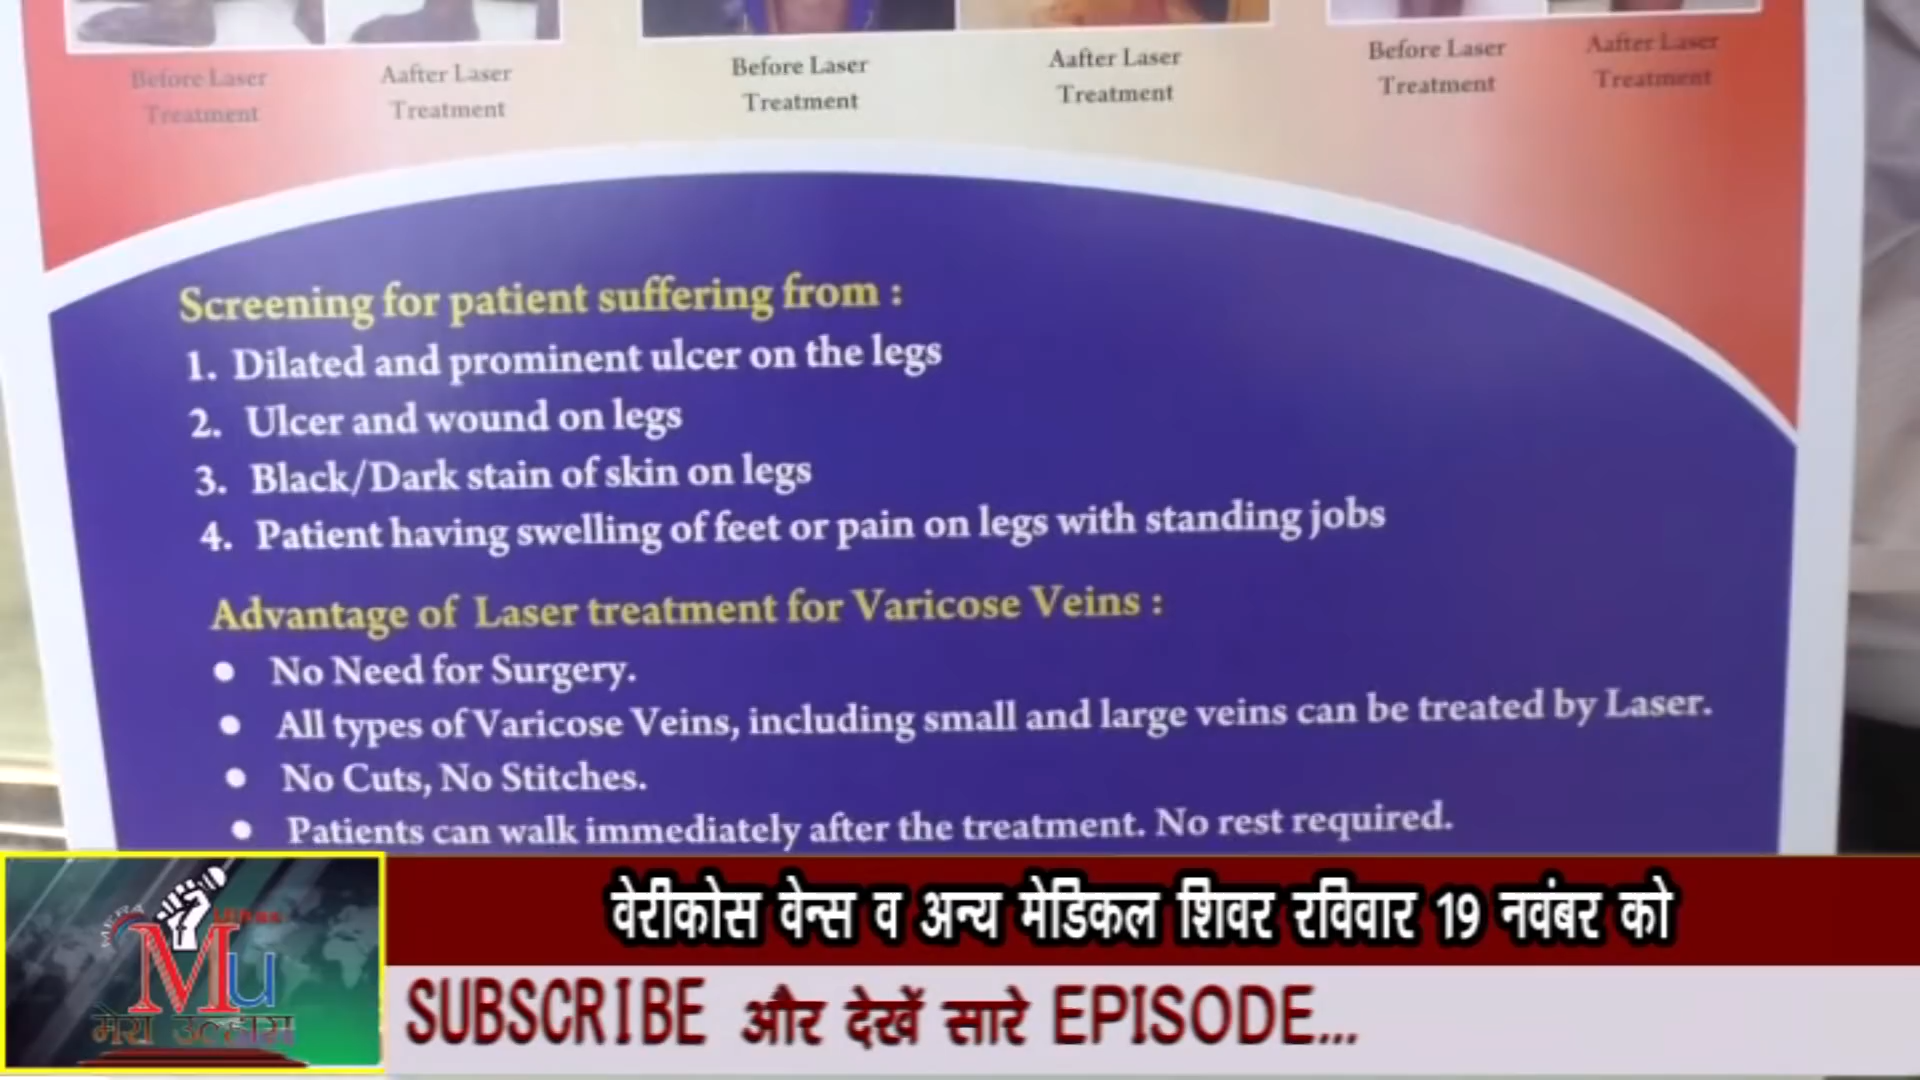 Before Laser
Treatment
Aafter Laser
Treatment
Before Laser
Treatment
Aafter Laser
Treatment
Before Laser
Treatment
Aafter Laser
Treatment
Screening for patient suffering from :
1. Dilated and prominent ulcer on the legs
2. Ulcer and wound on legs
3. Black/Dark stain of skin on legs
4. Patient having swelling of feet or pain on legs with standing jobs
Advantage of Laser treatment for Varicose Veins :
• No Need for Surgery.
• All types of Varicose Veins, including small and large veins can be treated by Laser.
• No Cuts, No Stitches.
• Patients can walk immediately after the treatment. No rest required.
MERA
Mu
मेरा उल्हास
वेरीकोस वेन्स व अन्य मेडिकल शिवर रविवार 19 नवंबर को
SUBSCRIBE और देखें सारे EPISODE...